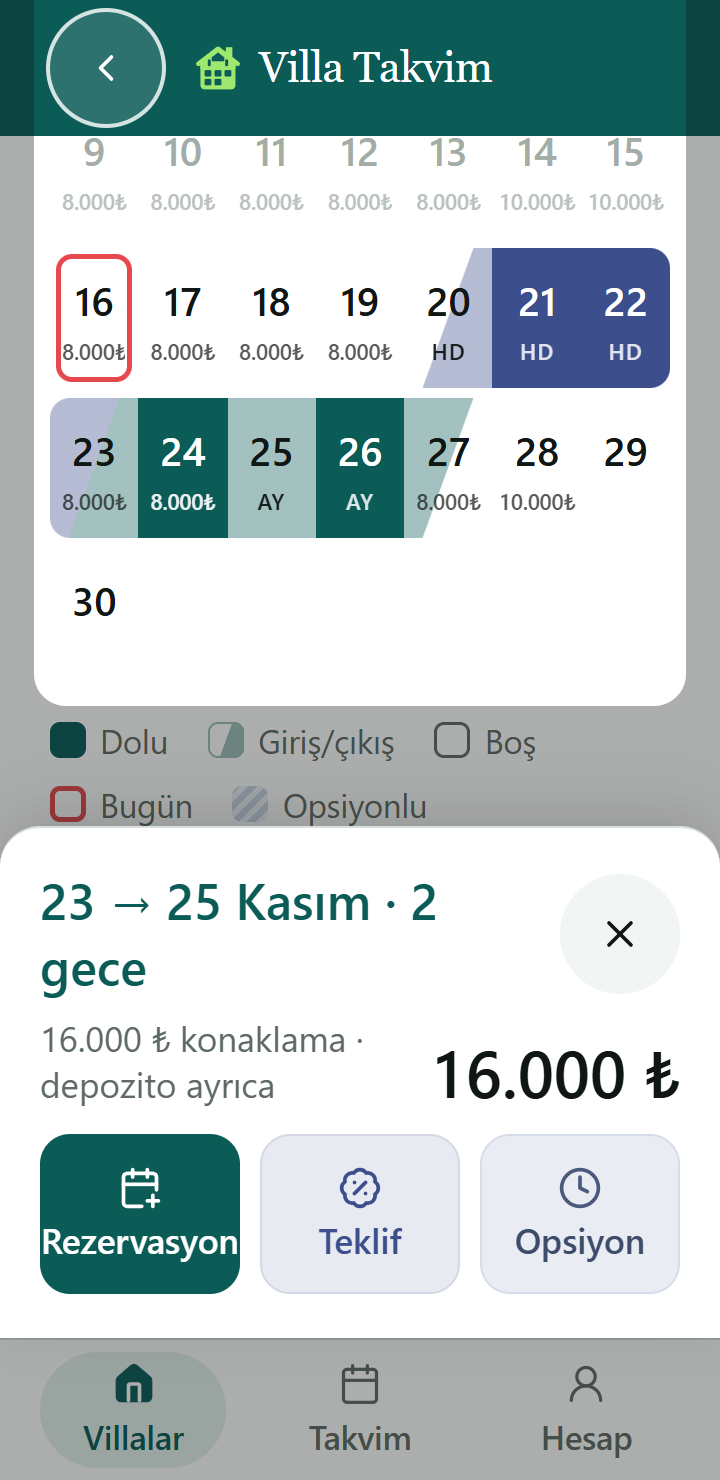 Villa Takvim
9 10 11 12 13 14 15
8.000₺ 8.000₺ 8.000₺ 8.000₺ 8.000₺ 10.000₺ 10.000₺
16 17 18 19 20 21 22
8.000₺ 8.000₺ 8.000₺ 8.000₺ HD HD HD
23 24 25 26 27 28 29
8.000₺ 8.000₺ AY AY 8.000₺ 10.000₺
30
Dolu Giriş/çıkış Boş
Bugün Opsiyonlu
23 → 25 Kasım · 2
gece
16.000 ₺ konaklama ·
depozito ayrıca
16.000 ₺
Rezervasyon Teklif Opsiyon
Villalar Takvim Hesap